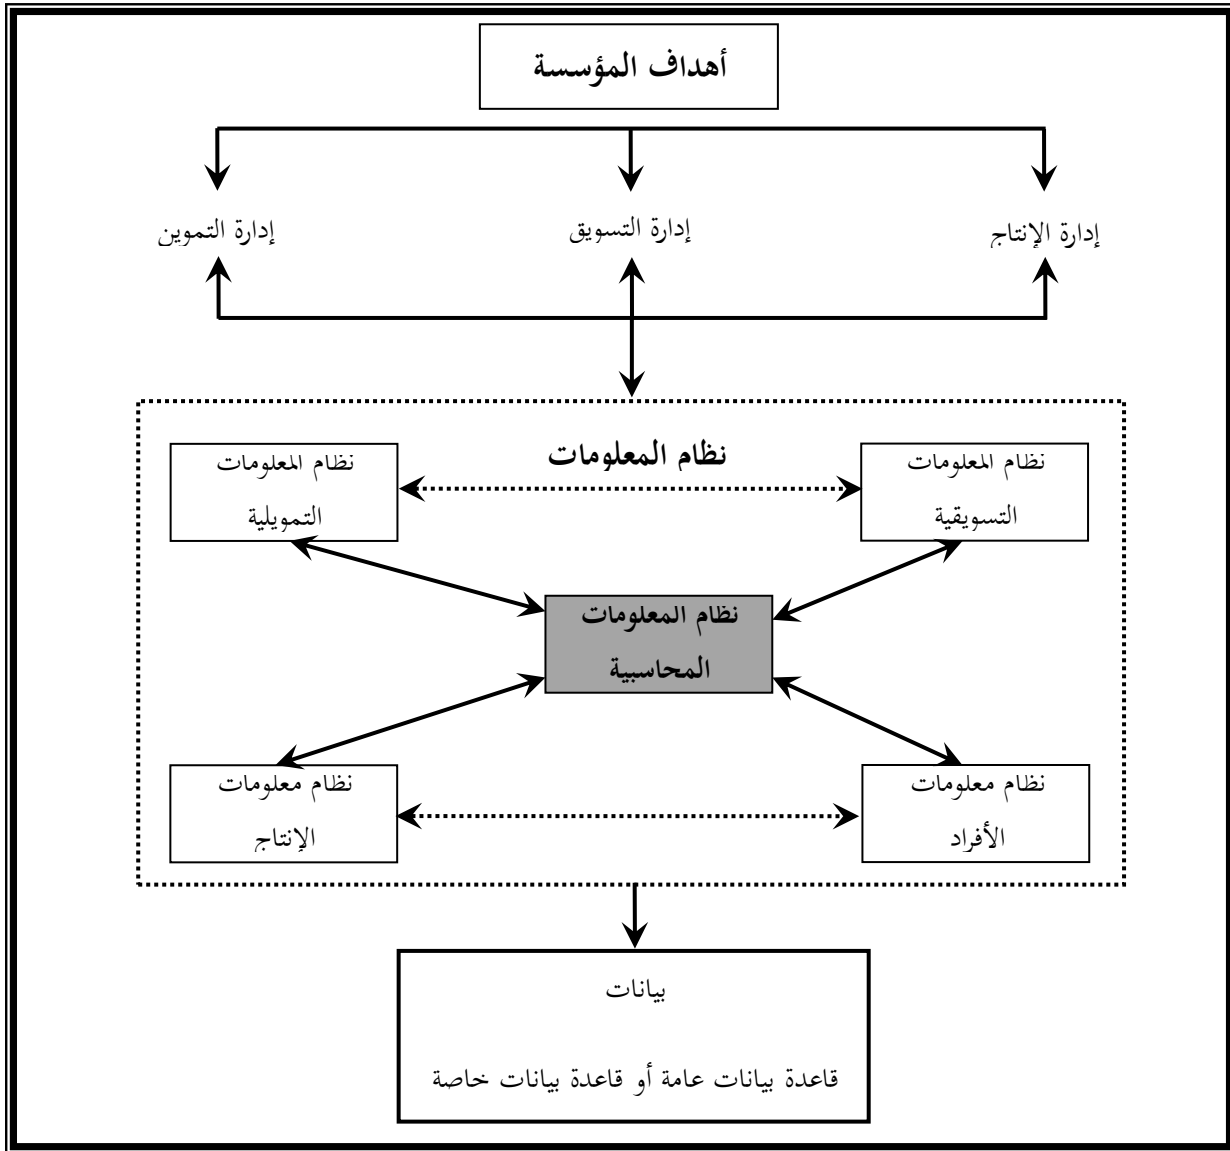 أهداف المؤسسة
إدارة الإنتاج
إدارة التسويق
إدارة التموين
نظام المعلومات
نظام المعلومات
التسويقية
نظام المعلومات
التمويلية
نظام المعلومات
المحاسبية
نظام معلومات
الأفراد
نظام معلومات
الإنتاج
بيانات
قاعدة بيانات عامة أو قاعدة بيانات خاصة